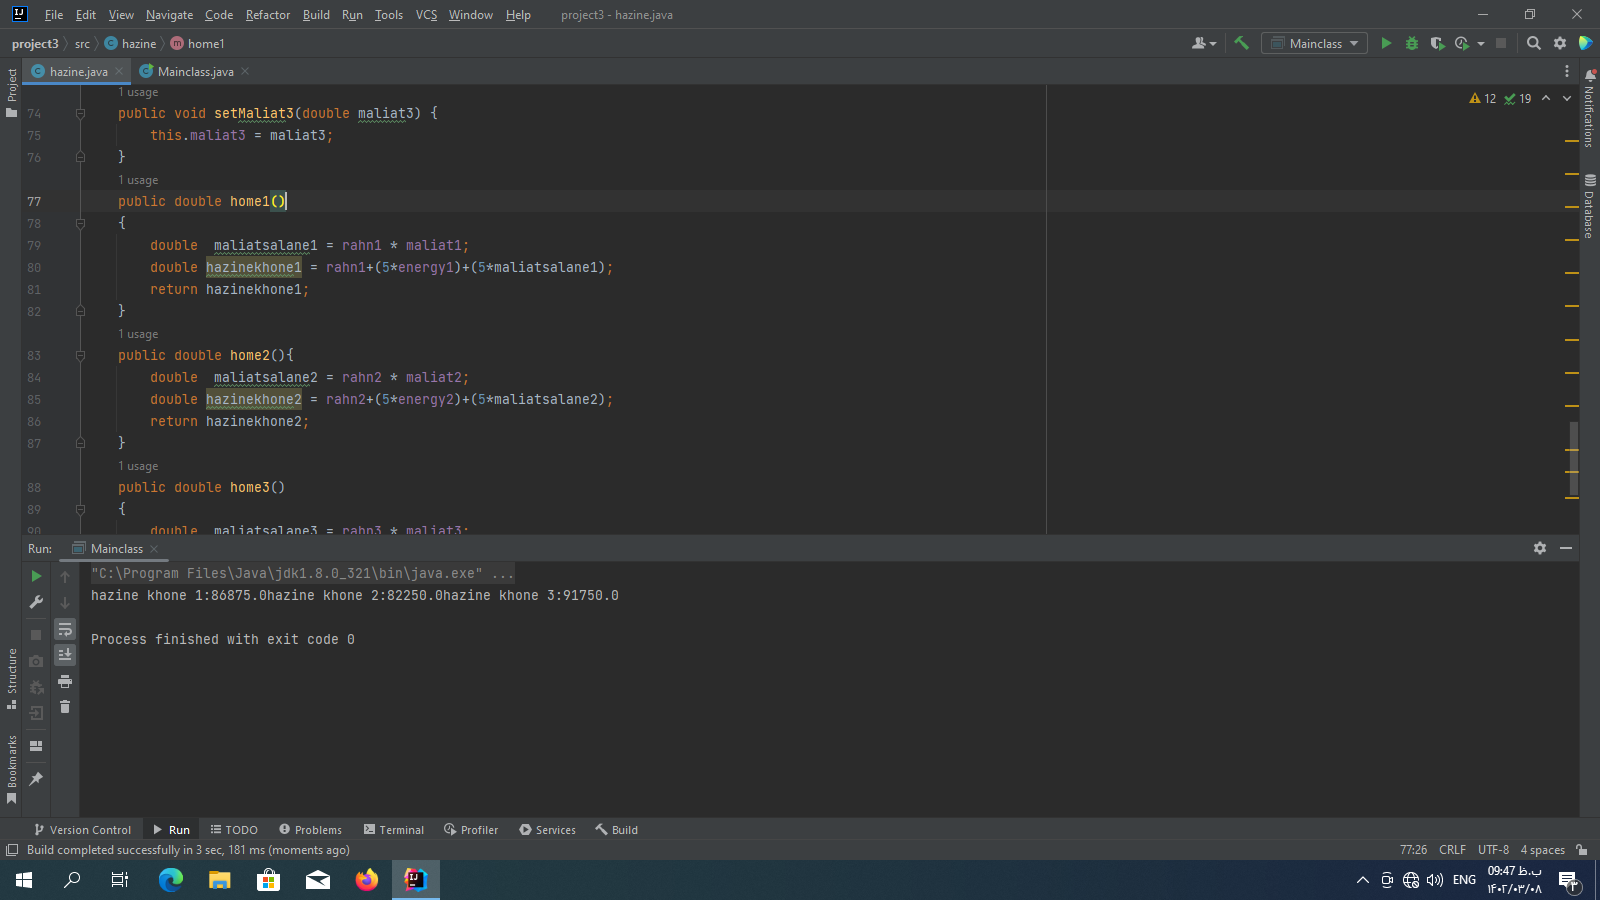 File Edit View Navigate Code Refactor Build Run Tools VCS Window Help project3 - hazine.java
project3 src hazine home1 Mainclass
hazine.java Mainclass.java
Project
Structure
Bookmarks
Notifications
Database
12 19
1 usage
74 public void setMaliat3(double maliat3) {
75 this.maliat3 = maliat3;
76 }
1 usage
77 public double home1()
78 {
79 double maliatsalane1 = rahn1 * maliat1;
80 double hazinekhone1 = rahn1+(5*energy1)+(5*maliatsalane1);
81 return hazinekhone1;
82 }
1 usage
83 public double home2(){
84 double maliatsalane2 = rahn2 * maliat2;
85 double hazinekhone2 = rahn2+(5*energy2)+(5*maliatsalane2);
86 return hazinekhone2;
87 }
1 usage
88 public double home3()
89 {
90 double maliatsalane3 = rahn3 * maliat3;
Run: Mainclass
"C:\Program Files\Java\jdk1.8.0_321\bin\java.exe" ...
hazine khone 1:86875.0hazine khone 2:82250.0hazine khone 3:91750.0
Process finished with exit code 0
Version Control Run TODO Problems Terminal Profiler Services Build
Build completed successfully in 3 sec, 181 ms (moments ago) 77:26 CRLF UTF-8 4 spaces
ENG
09:47 ب.ظ
۱۴۰۲/۰۳/۰۸
۳